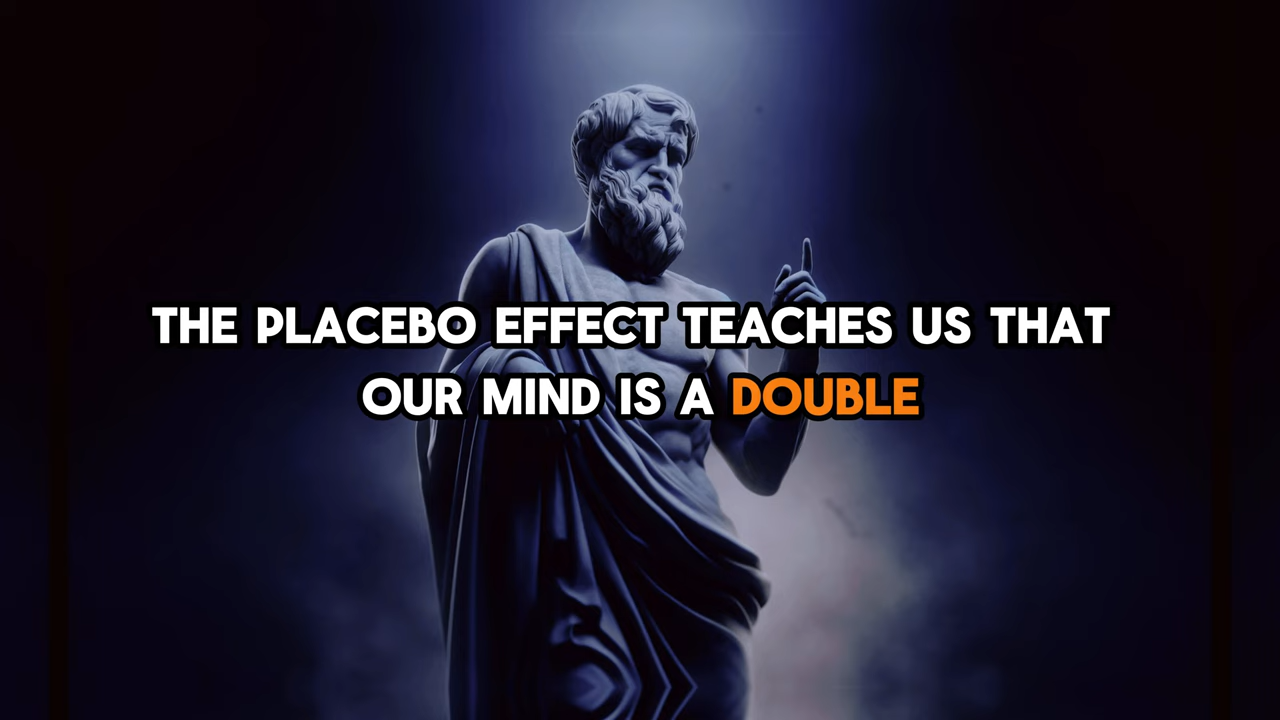 THE PLACEBO EFFECT TEACHES US THAT
OUR MIND IS A DOUBLE